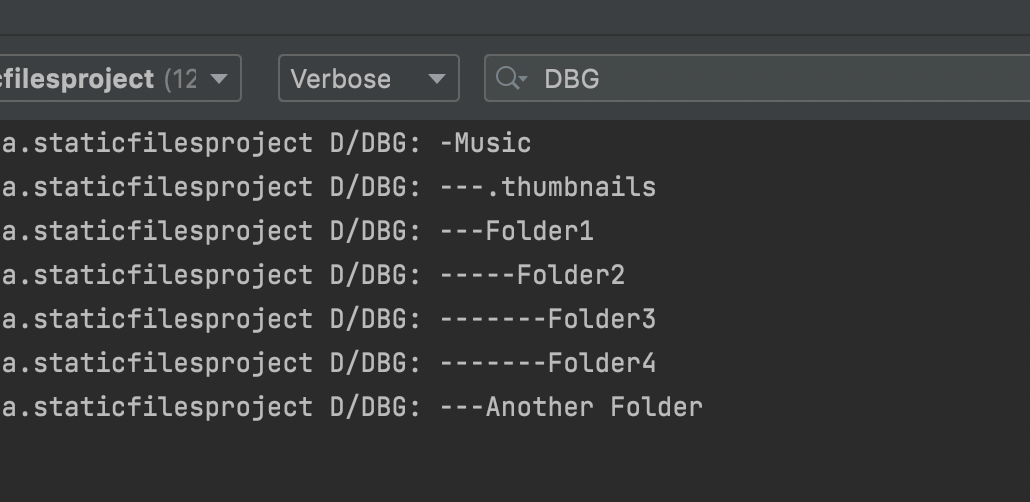 cfilesproject (12 Verbose DBG
a.staticfilesproject D/DBG: -Music
a.staticfilesproject D/DBG: ---.thumbnails
a.staticfilesproject D/DBG: ---Folder1
a.staticfilesproject D/DBG: -----Folder2
a.staticfilesproject D/DBG: -------Folder3
a.staticfilesproject D/DBG: -------Folder4
a.staticfilesproject D/DBG: ---Another Folder